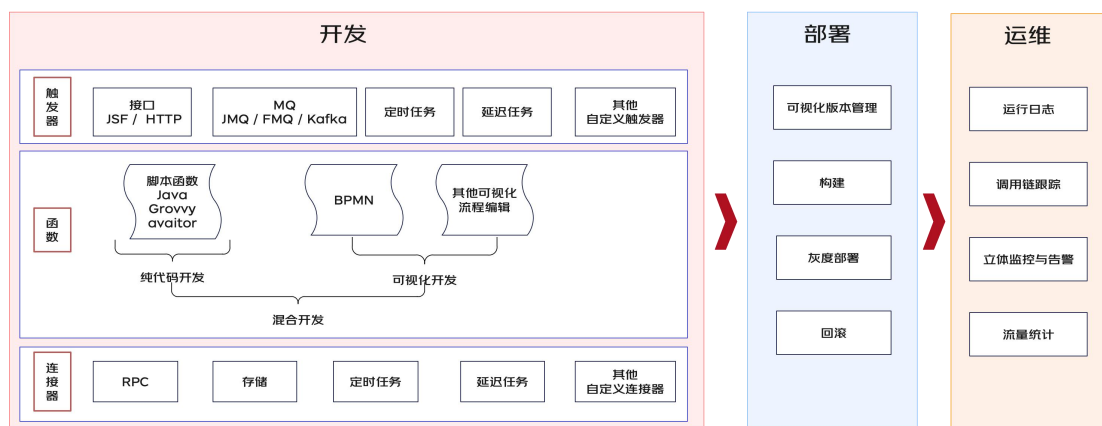 开发
触
发
器
接口
JSF / HTTP
MQ
JMQ / FMQ / Kafka
定时任务
延迟任务
其他
自定义触发器
函
数
脚本函数
Java
Grovvy
avaitor
BPMN
其他可视化
流程编辑
纯代码开发
可视化开发
混合开发
连
接
器
RPC
存储
定时任务
延迟任务
其他
自定义连接器
部署
可视化版本管理
构建
灰度部署
回滚
运维
运行日志
调用链跟踪
立体监控与告警
流量统计